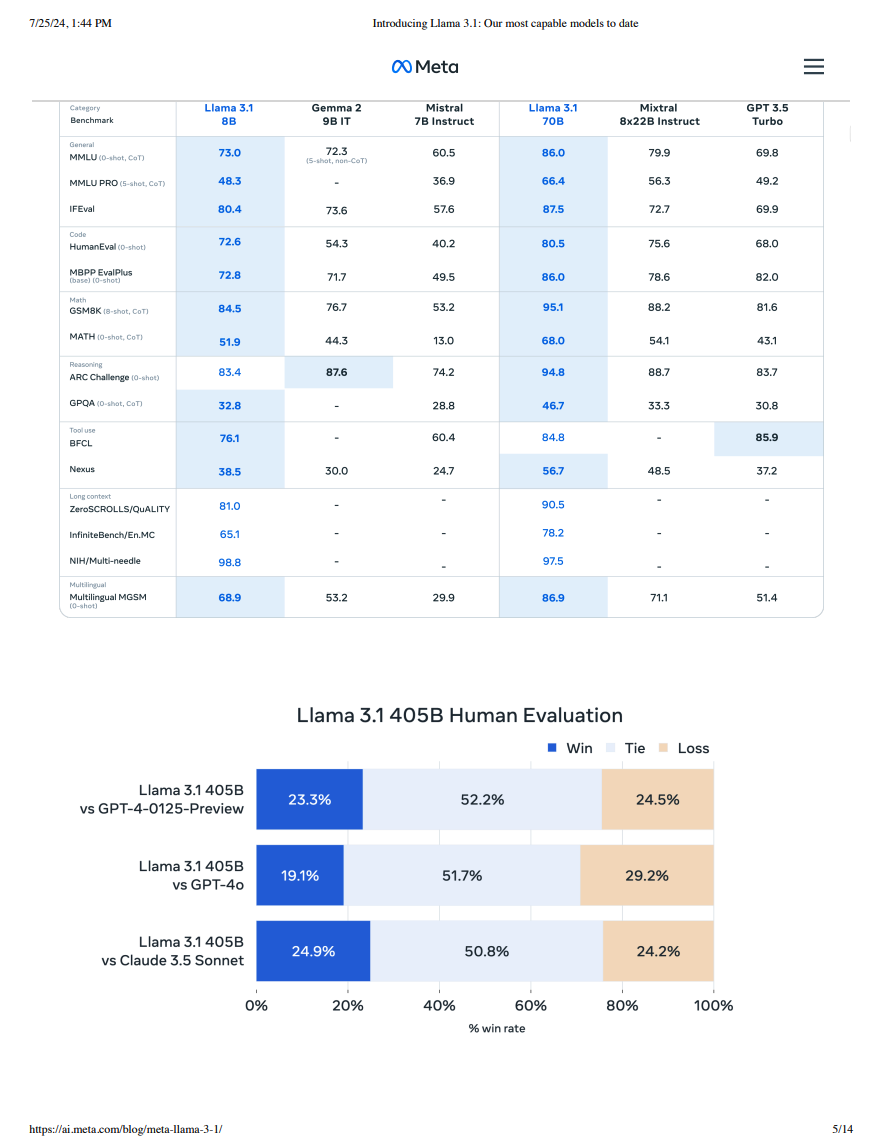 7/25/24, 1:44 PM Introducing Llama 3.1: Our most capable models to date
Meta
Category
Benchmark
Llama 3.1 8B
Gemma 2 9B IT
Mistral 7B Instruct
Llama 3.1 70B
Mixtral 8x22B Instruct
GPT 3.5 Turbo
General
MMLU (0-shot, CoT) 73.0 72.3 (5-shot, non-CoT) 60.5 86.0 79.9 69.8
MMLU PRO (5-shot, CoT) 48.3 - 36.9 66.4 56.3 49.2
IFEval 80.4 73.6 57.6 87.5 72.7 69.9
Code
HumanEval (0-shot) 72.6 54.3 40.2 80.5 75.6 68.0
MBPP EvalPlus (base) (0-shot) 72.8 71.7 49.5 86.0 78.6 82.0
Math
GSM8K (8-shot, CoT) 84.5 76.7 53.2 95.1 88.2 81.6
MATH (0-shot, CoT) 51.9 44.3 13.0 68.0 54.1 43.1
Reasoning
ARC Challenge (0-shot) 83.4 87.6 74.2 94.8 88.7 83.7
GPQA (0-shot, CoT) 32.8 - 28.8 46.7 33.3 30.8
Tool use
BFCL 76.1 - 60.4 84.8 - 85.9
Nexus 38.5 30.0 24.7 56.7 48.5 37.2
Long context
ZeroSCROLLS/QuALITY 81.0 - - 90.5 - -
InfiniteBench/En.MC 65.1 - - 78.2 - -
NIH/Multi-needle 98.8 - - 97.5 - -
Multilingual
Multilingual MGSM (0-shot) 68.9 53.2 29.9 86.9 71.1 51.4
Llama 3.1 405B Human Evaluation
Win Tie Loss
Llama 3.1 405B
vs GPT-4-0125-Preview
23.3% 52.2% 24.5%
Llama 3.1 405B
vs GPT-4o
19.1% 51.7% 29.2%
Llama 3.1 405B
vs Claude 3.5 Sonnet
24.9% 50.8% 24.2%
0% 20% 40% 60% 80% 100%
% win rate
https://ai.meta.com/blog/meta-llama-3-1/ 5/14